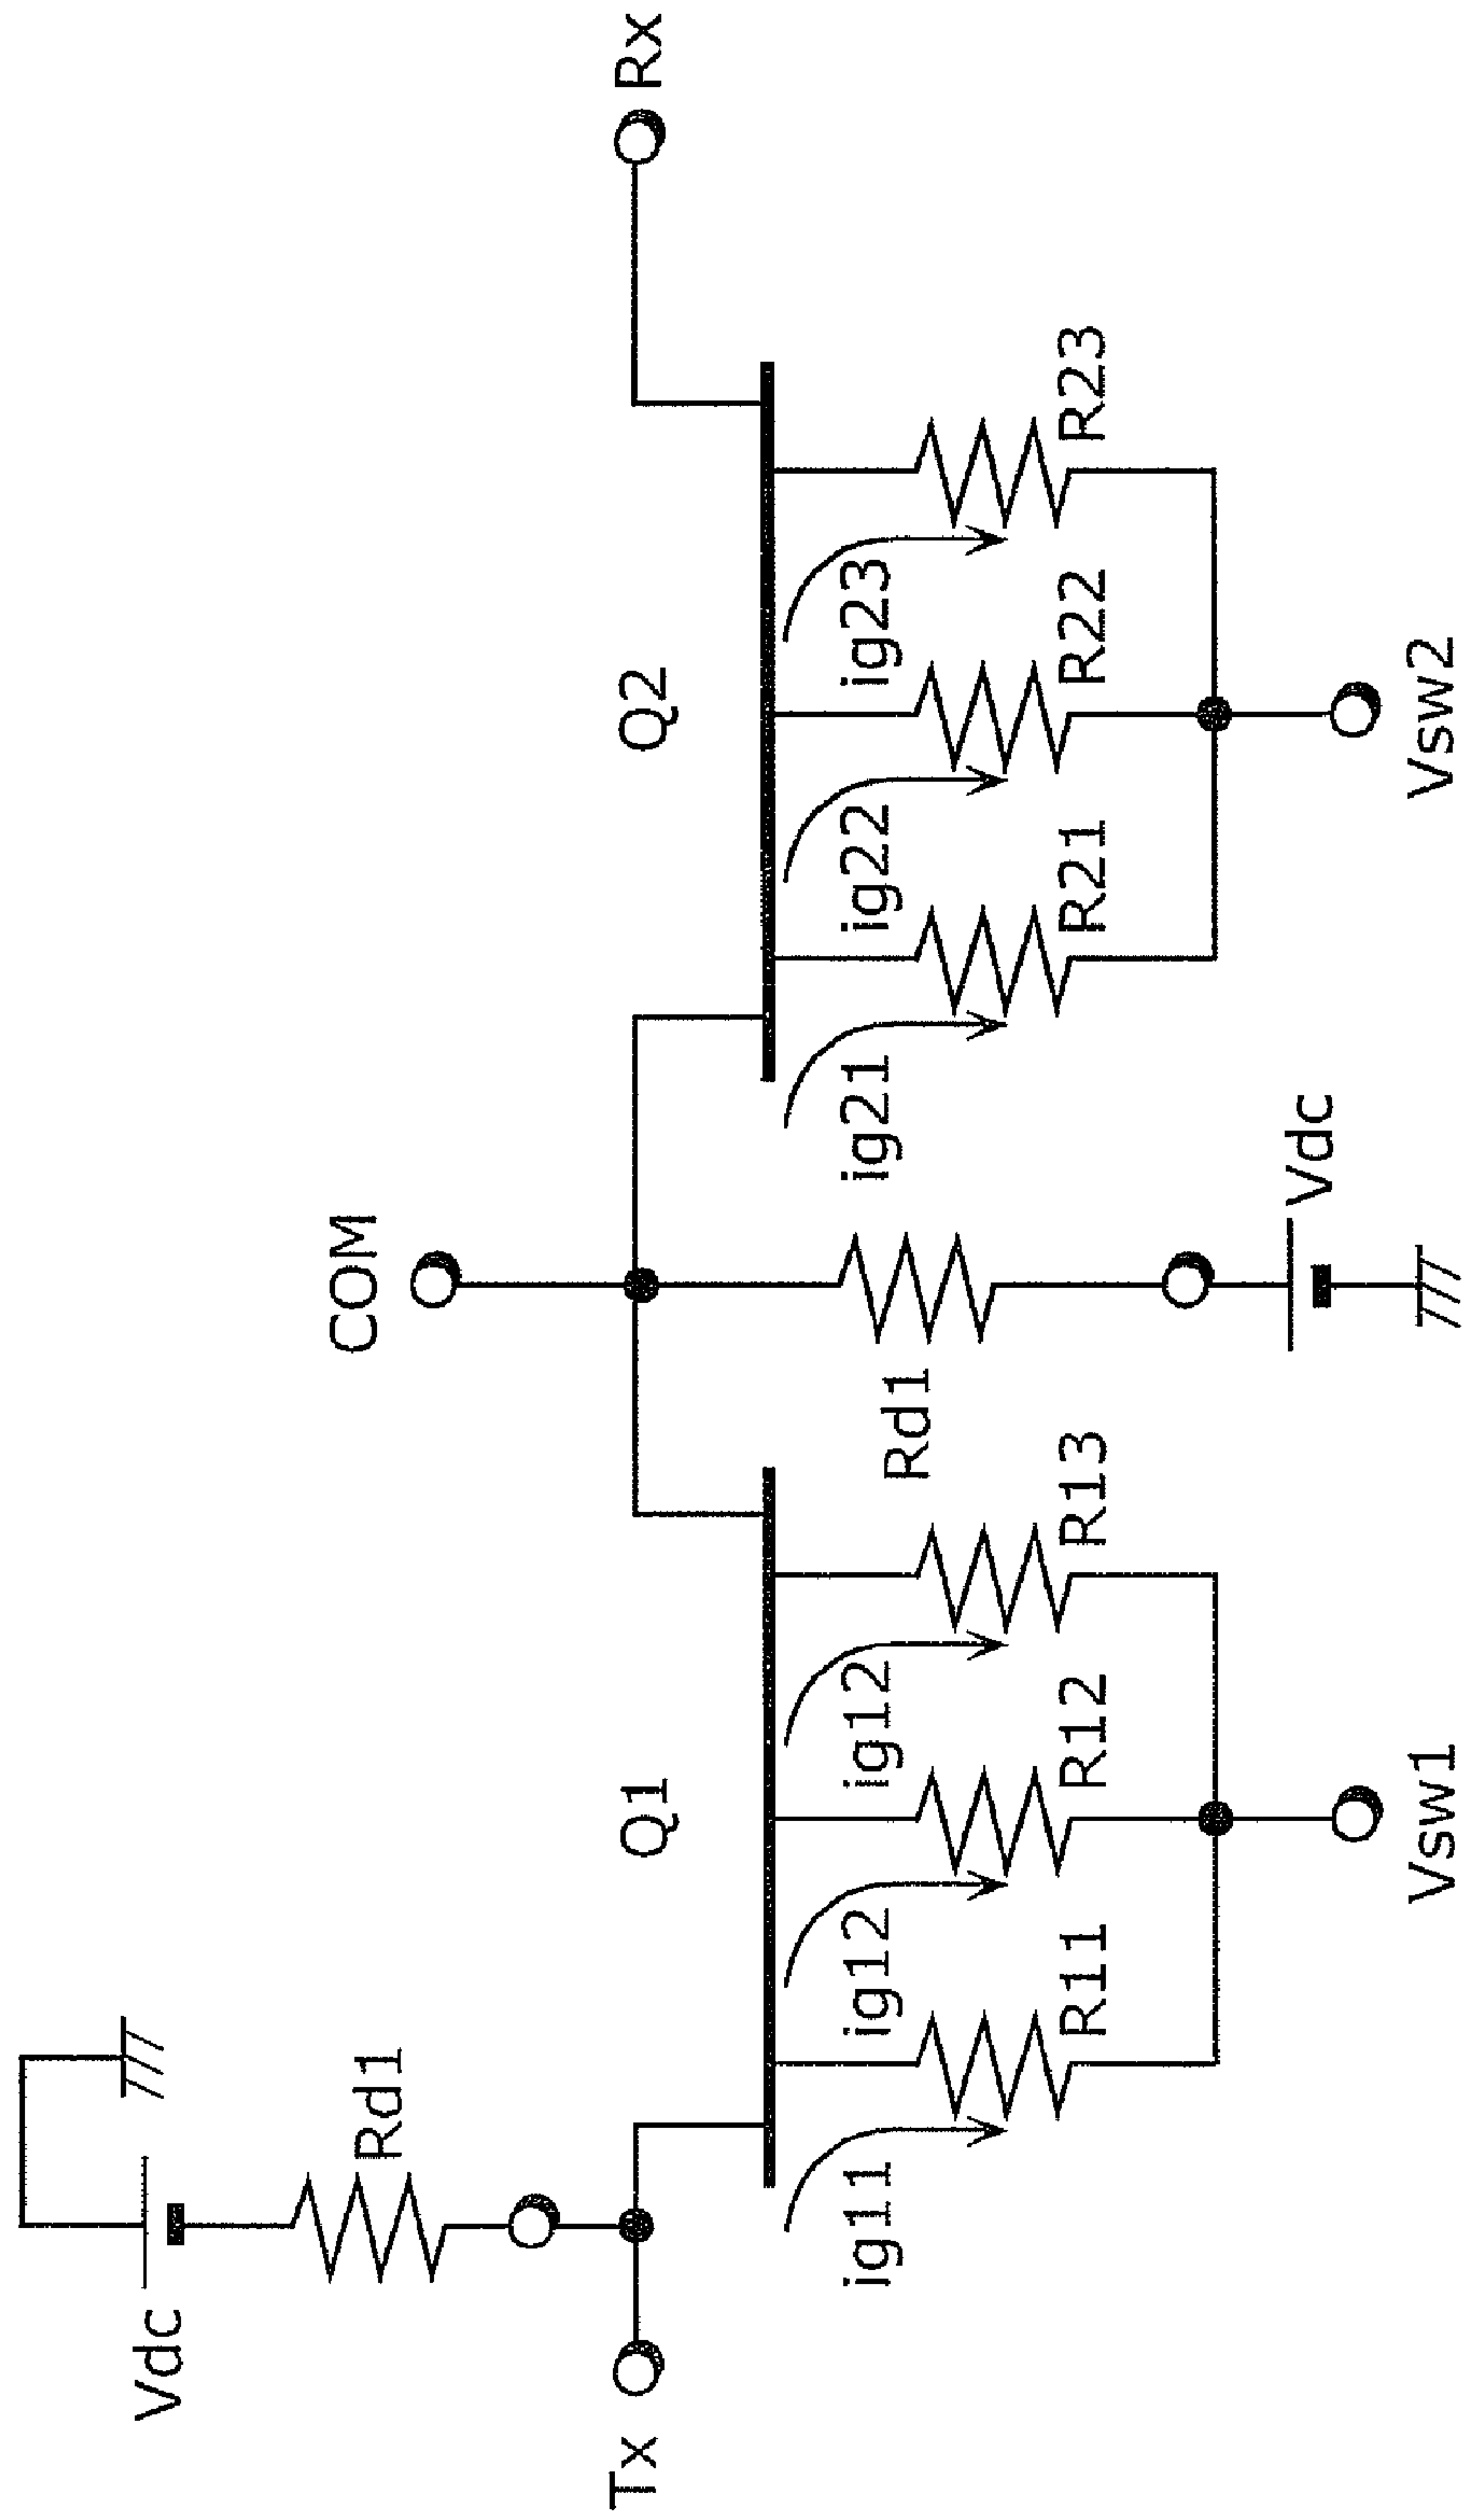 COM
Vdc
Rd1
Tx
Q1
Q2
Rx
ig11
ig12
ig12
Rd1
ig21
ig22
ig23
R11
R12
R13
R21
R22
R23
Vdc
Vsw1
Vsw2